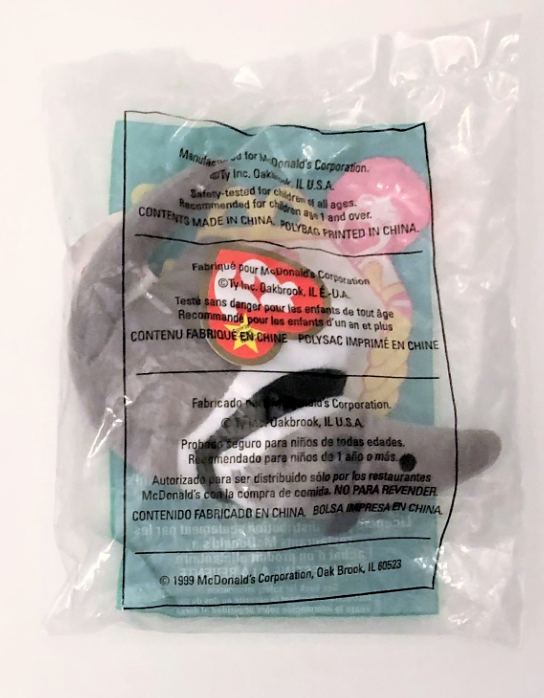 Manufactured for McDonald's Corporation.
©Ty Inc. Oakbrook, IL U.S.A.
Safety-tested for children of all ages.
Recommended for children age 1 and over.
CONTENTS MADE IN CHINA. POLYBAG PRINTED IN CHINA.
Fabriqué pour McDonald's Corporation
©Ty Inc. Oakbrook, IL É.-U.A.
Testé sans danger pour les enfants de tout âge
Recommandé pour les enfants d'un an et plus
CONTENU FABRIQUÉ EN CHINE POLYSAC IMPRIMÉ EN CHINE
Fabricado para McDonald's Corporation.
© Ty Inc. Oakbrook, IL U.S.A.
Probado seguro para niños de todas edades.
Recomendado para niños de 1 año o más.
Autorizado para ser distribuido sólo por los restaurantes
McDonald's con la compra de comida. NO PARA REVENDER.
CONTENIDO FABRICADO EN CHINA. BOLSA IMPRESA EN CHINA.
© 1999 McDonald's Corporation, Oak Brook, IL 60523